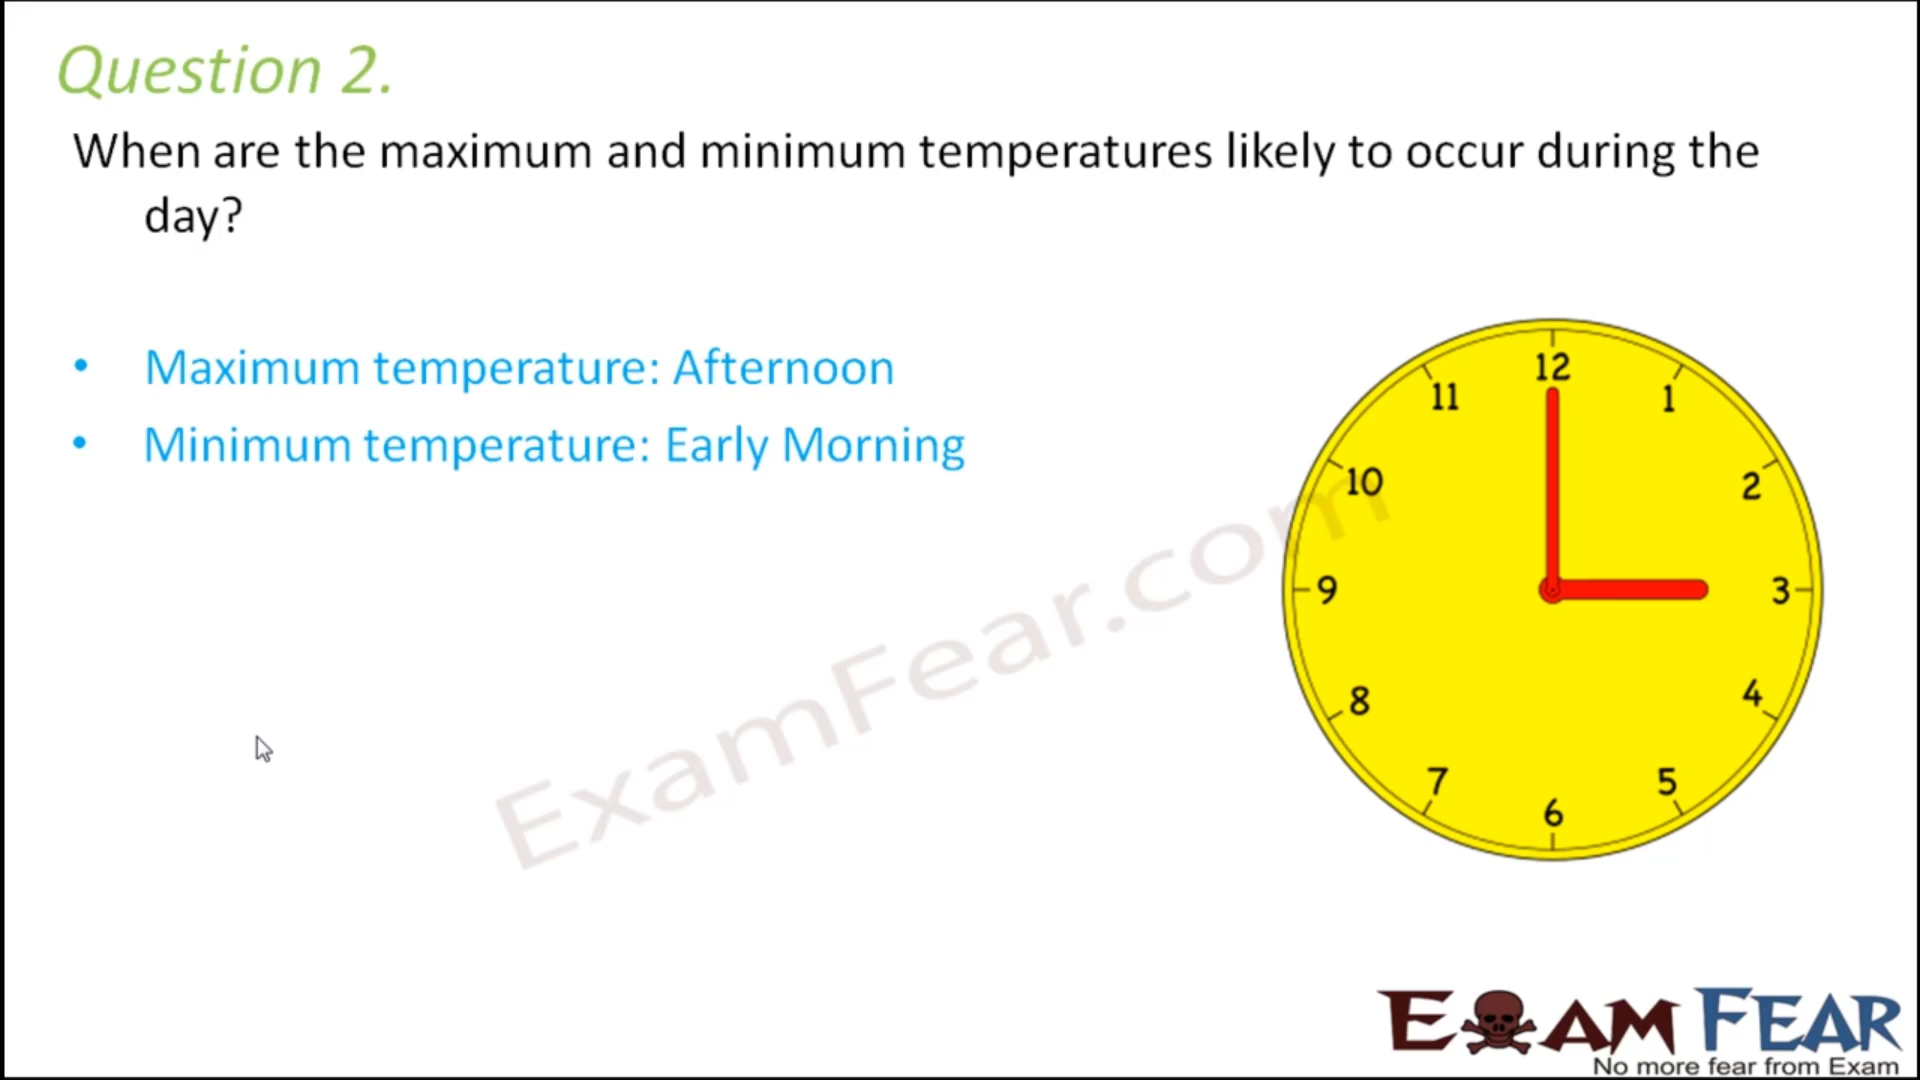 Question 2.
When are the maximum and minimum temperatures likely to occur during the
day?
• Maximum temperature: Afternoon
• Minimum temperature: Early Morning
12
11 1
10 2
9 3
8 4
7 5
6
ExamFear.com
EXAMFEAR
No more fear from Exam